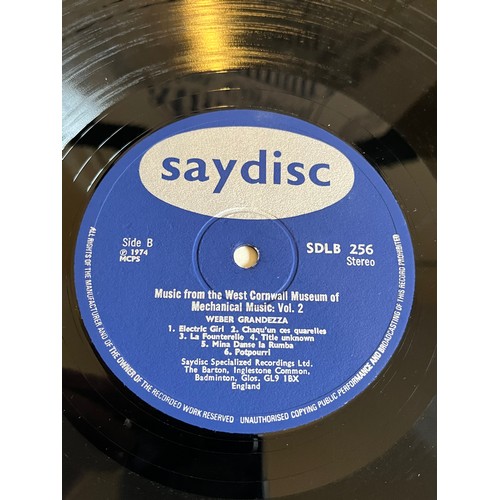 saydisc
Side B
℗ 1974
MCPS
SDLB 256
Stereo
Music from the West Cornwall Museum of
Mechanical Music: Vol. 2
WEBER GRANDEZZA
1. Electric Girl 2. Chaqu'un ces quarelles
3. La Founterelle 4. Title unknown
5. Mina Danse la Rumba
6. Potpourri
Saydisc Specialized Recordings Ltd.
The Barton, Inglestone Common,
Badminton, Glos. GL9 1BX
England
ALL RIGHTS OF THE MANUFACTURER AND OF THE OWNER OF THE RECORDED WORK RESERVED
UNAUTHORISED COPYING PUBLIC PERFORMANCE AND BROADCASTING OF THIS RECORD PROHIBITED